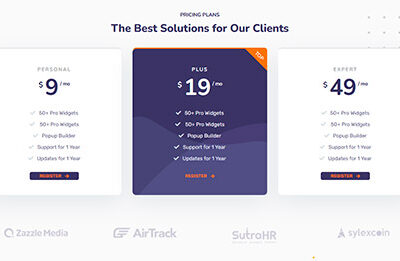 PRICING PLANS
The Best Solutions for Our Clients
TOP
PERSONAL
$ 9 / mo
50+ Pro Widgets
50+ Pro Widgets
Popup Builder
Support for 1 Year
Updates for 1 Year
REGISTER →
PLUS
$ 19 / mo
50+ Pro Widgets
50+ Pro Widgets
Popup Builder
Support for 1 Year
Updates for 1 Year
REGISTER →
EXPERT
$ 49 / mo
50+ Pro Widgets
50+ Pro Widgets
Popup Builder
Support for 1 Year
Updates for 1 Year
REGISTER →
Zazzle Media
AirTrack
SutroHR
sylexcoin